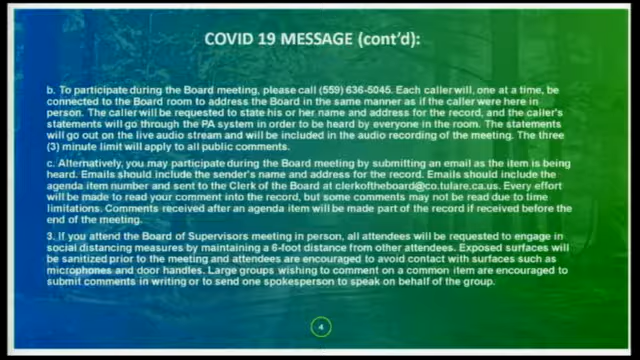 COVID 19 MESSAGE (cont'd):
b. To participate during the Board meeting, please call (559) 636-5045. Each caller will, one at a time, be
connected to the Board room to address the Board in the same manner as if the caller were here in
person. The caller will be requested to state his or her name and address for the record, and the caller's
statements will go through the PA system in order to be heard by everyone in the room. The statements
will go out on the live audio stream and will be included in the audio recording of the meeting. The three
(3) minute limit will apply to all public comments.
c. Alternatively, you may participate during the Board meeting by submitting an email as the item is being
heard. Emails should include the sender's name and address for the record. Emails should include the
agenda item number and sent to the Clerk of the Board at clerkoftheboard@co.tulare.ca.us. Every effort
will be made to read your comment into the record, but some comments may not be read due to time
limitations. Comments received after an agenda item will be made part of the record if received before the
end of the meeting.
3. If you attend the Board of Supervisors meeting in person, all attendees will be requested to engage in
social distancing measures by maintaining a 6-foot distance from other attendees. Exposed surfaces will
be sanitized prior to the meeting and attendees are encouraged to avoid contact with surfaces such as
microphones and door handles. Large groups wishing to comment on a common item are encouraged to
submit comments in writing or to send one spokesperson to speak on behalf of the group.
4